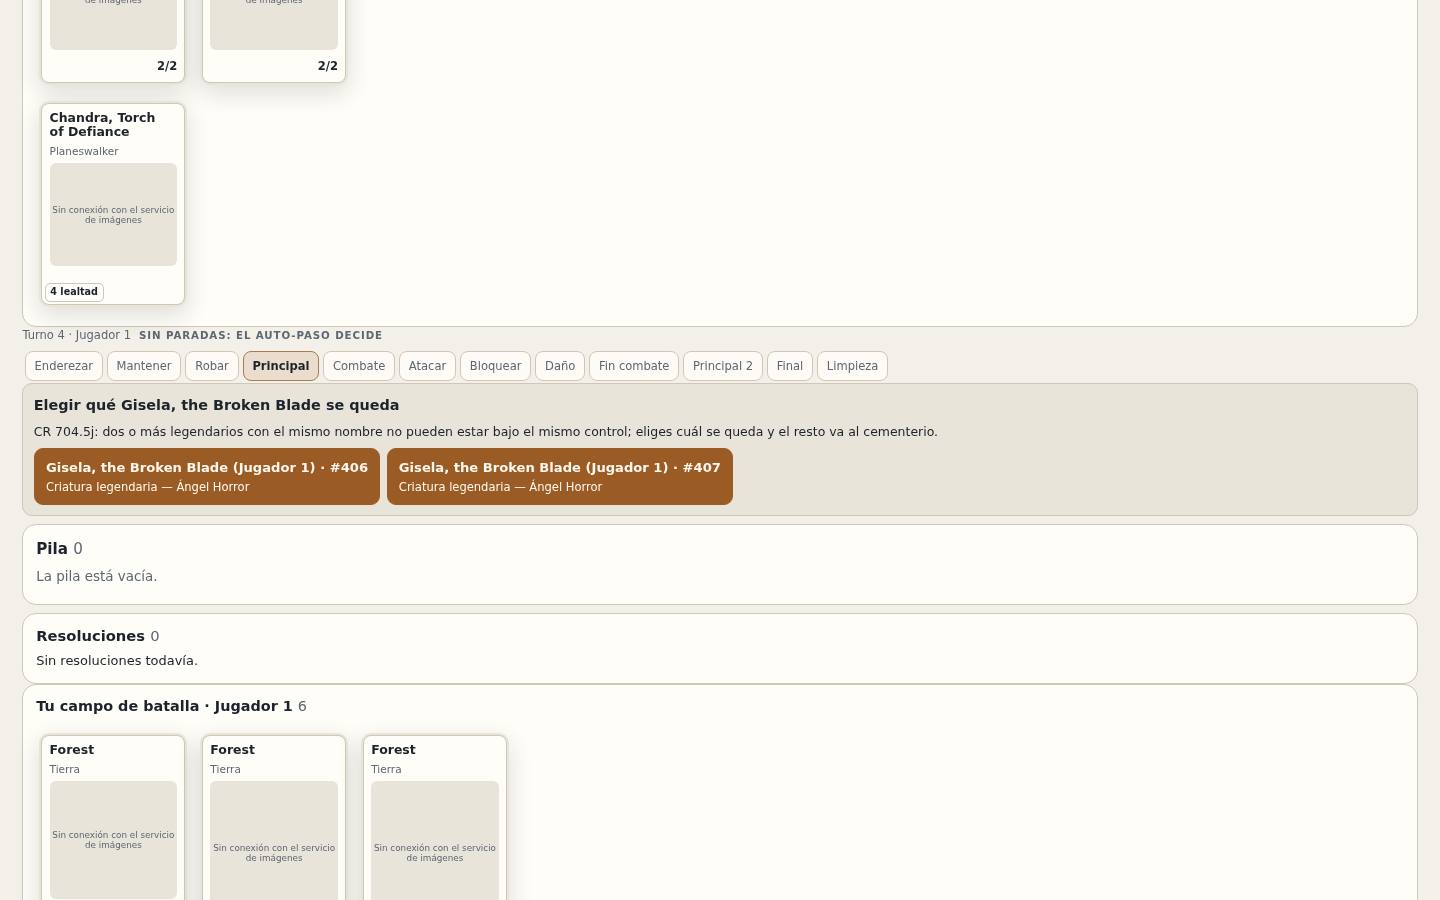 de imágenes
de imágenes
2/2
2/2
Chandra, Torch
of Defiance
Planeswalker
Sin conexión con el servicio
de imágenes
4 lealtad
Turno 4 · Jugador 1 SIN PARADAS: EL AUTO-PASO DECIDE
Enderezar Mantener Robar Principal Combate Atacar Bloquear Daño Fin combate Principal 2 Final Limpieza
Elegir qué Gisela, the Broken Blade se queda
CR 704.5j: dos o más legendarios con el mismo nombre no pueden estar bajo el mismo control; eliges cuál se queda y el resto va al cementerio.
Gisela, the Broken Blade (Jugador 1) · #406
Criatura legendaria — Ángel Horror
Gisela, the Broken Blade (Jugador 1) · #407
Criatura legendaria — Ángel Horror
Pila 0
La pila está vacía.
Resoluciones 0
Sin resoluciones todavía.
Tu campo de batalla · Jugador 1 6
Forest
Tierra
Sin conexión con el servicio
de imágenes
Forest
Tierra
Sin conexión con el servicio
de imágenes
Forest
Tierra
Sin conexión con el servicio
de imágenes